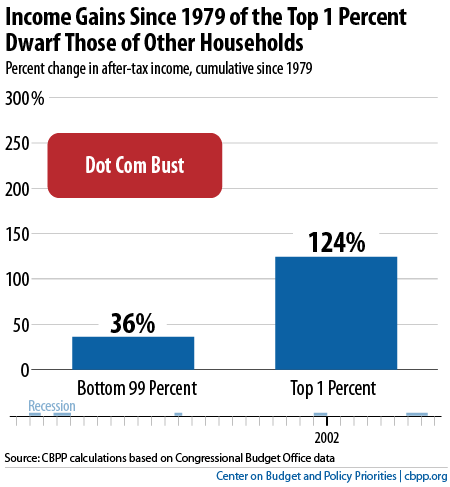 Income Gains Since 1979 of the Top 1 Percent
Dwarf Those of Other Households
Percent change in after-tax income, cumulative since 1979
300%
250
Dot Com Bust
200
150
124%
100
50
36%
0
Bottom 99 Percent
Top 1 Percent
Recession
2002
Source: CBPP calculations based on Congressional Budget Office data
Center on Budget and Policy Priorities | cbpp.org